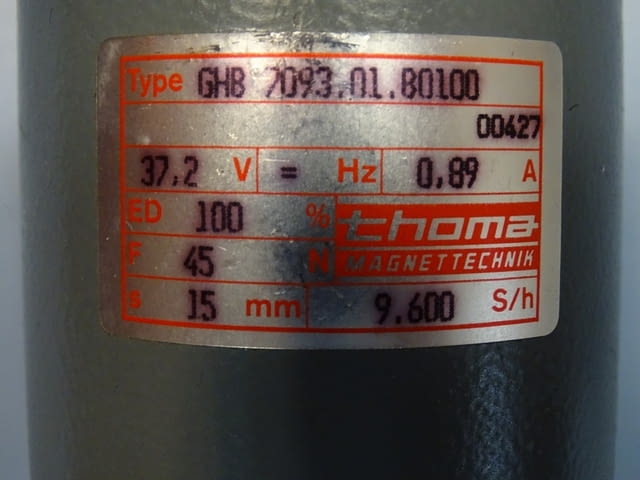 Type GHB 7093.01.80100
00427
37,2 V = Hz 0,89 A
ED 100 %
thoma
F 45 N
MAGNETTECHNIK
s 15 mm 9.600 S/h